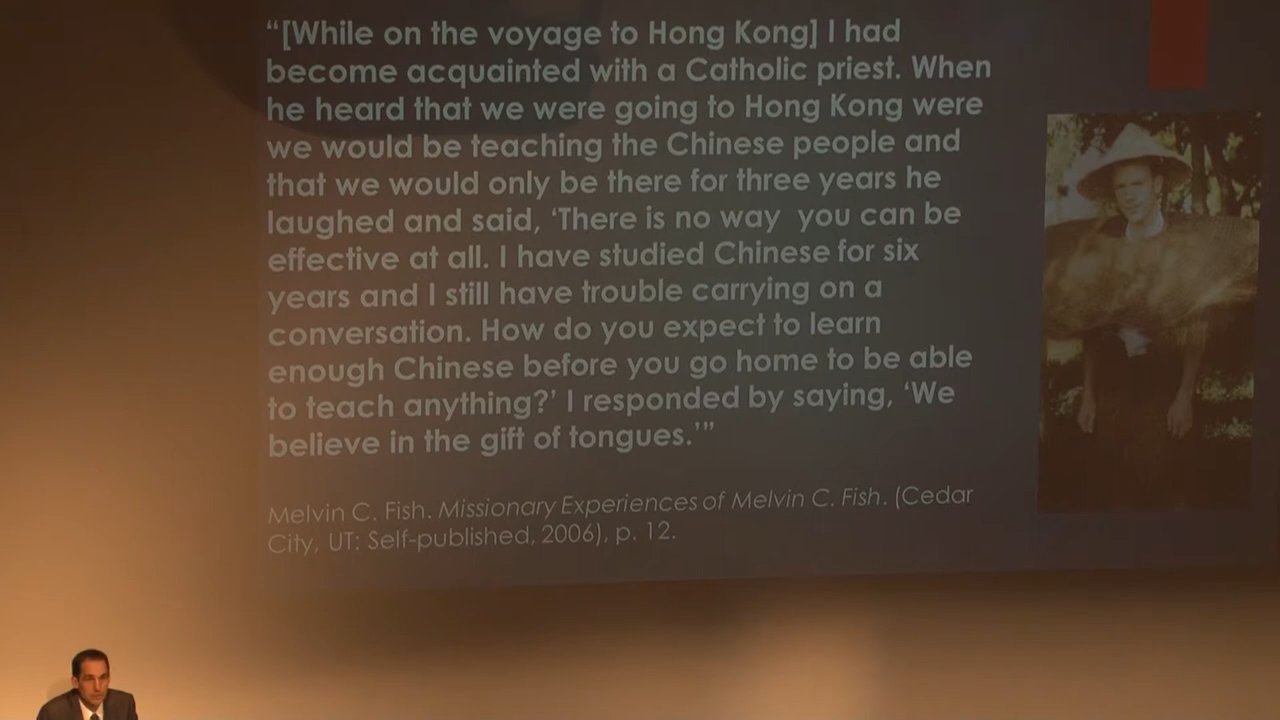 “[While on the voyage to Hong Kong] I had
become acquainted with a Catholic priest. When
he heard that we were going to Hong Kong were
we would be teaching the Chinese people and
that we would only be there for three years he
laughed and said, ‘There is no way  you can be
effective at all. I have studied Chinese for six
years and I still have trouble carrying on a
conversation. How do you expect to learn
enough Chinese before you go home to be able
to teach anything?’ I responded by saying, ‘We
believe in the gift of tongues.’”
Melvin C. Fish. Missionary Experiences of Melvin C. Fish. (Cedar
City, UT: Self-published, 2006), p. 12.